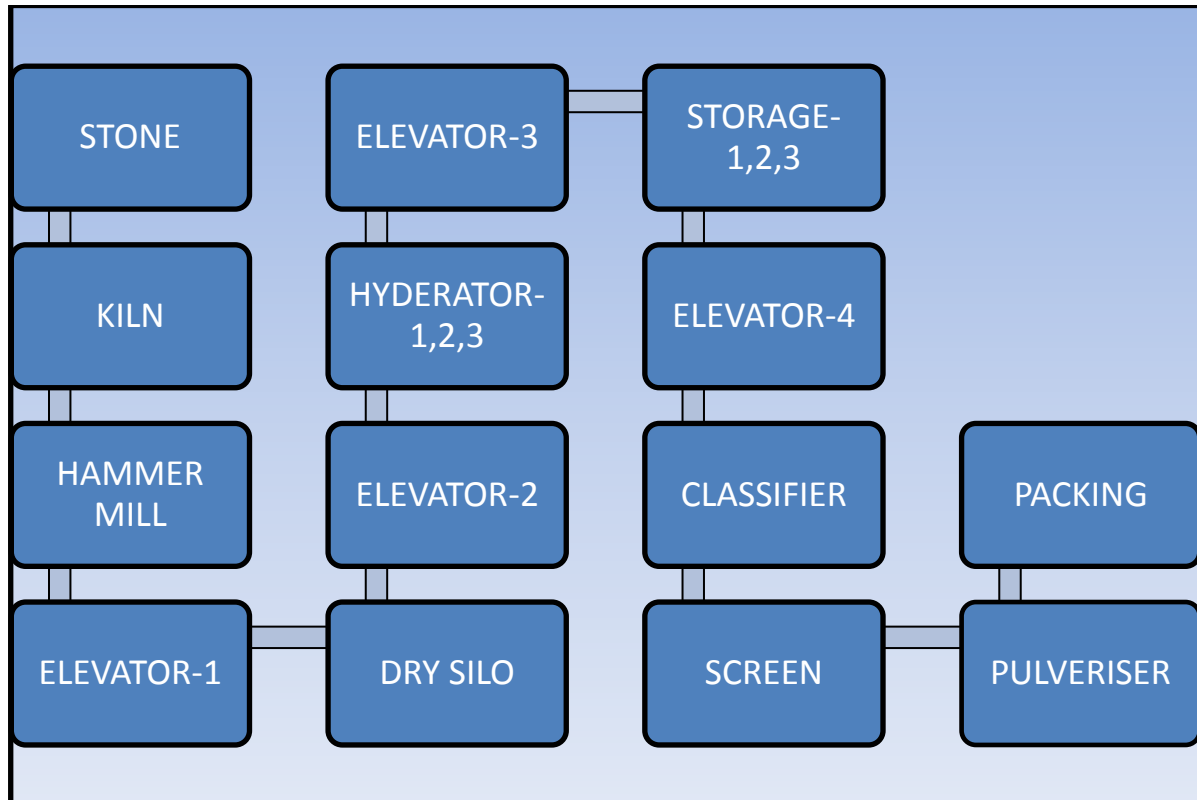 STONE
KILN
HAMMER
MILL
ELEVATOR-1
DRY SILO
ELEVATOR-2
HYDERATOR-
1,2,3
ELEVATOR-3
STORAGE-
1,2,3
ELEVATOR-4
CLASSIFIER
SCREEN
PULVERISER
PACKING